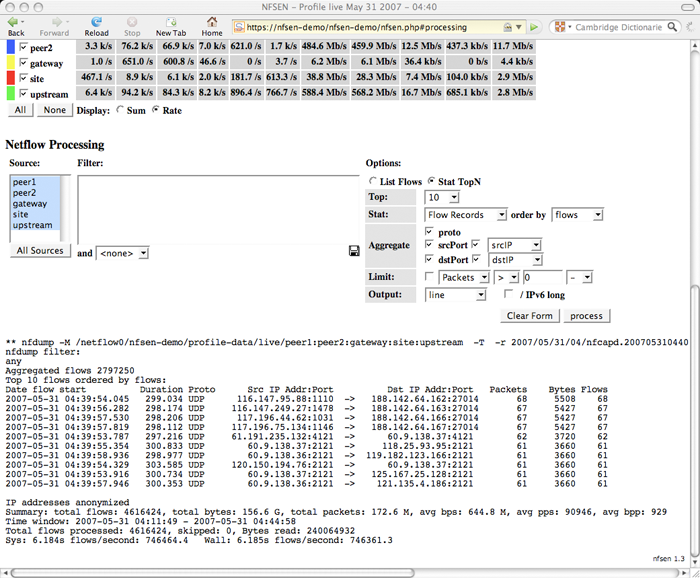 NFSEN – Profile live May 31 2007 – 04:40
Back Forward Reload Stop New Tab Home https://nfsen-demo/nfsen-demo/nfsen.php#processing Cambridge Dictionarie
peer2 3.3 k/s 76.2 k/s 66.9 k/s 7.0 k/s 621.0 /s 1.7 k/s 484.6 Mb/s 459.9 Mb/s 12.5 Mb/s 437.3 kb/s 11.7 Mb/s
gateway 1.0 /s 651.0 /s 600.8 /s 46.6 /s 0 /s 3.7 /s 6.2 Mb/s 6.1 Mb/s 36.4 kb/s 0 b/s 4.4 kb/s
site 467.1 /s 8.9 k/s 6.1 k/s 2.0 k/s 181.7 /s 613.3 /s 38.8 Mb/s 28.3 Mb/s 7.4 Mb/s 104.0 kb/s 2.9 Mb/s
upstream 6.4 k/s 94.2 k/s 84.3 k/s 8.2 k/s 896.4 /s 766.7 /s 588.4 Mb/s 568.2 Mb/s 16.7 Mb/s 685.1 kb/s 2.8 Mb/s
All None Display: Sum Rate
Netflow Processing
Source: Filter: Options:
peer1
peer2
gateway
site
upstream
All Sources
and <none>
List Flows Stat TopN
Top: 10
Stat: Flow Records order by flows
Aggregate
proto
srcPort srcIP
dstPort dstIP
Limit: Packets > 0 –
Output: line / IPv6 long
Clear Form process
** nfdump -M /netflow0/nfsen-demo/profile-data/live/peer1:peer2:gateway:site:upstream -T -r 2007/05/31/04/nfcapd.200705310440
nfdump filter:
any
Aggregated flows 2797250
Top 10 flows ordered by flows:
Date flow start Duration Proto Src IP Addr:Port Dst IP Addr:Port Packets Bytes Flows
2007-05-31 04:39:54.045 299.034 UDP 116.147.95.88:1110 -> 188.142.64.162:27014 68 5508 68
2007-05-31 04:39:56.282 298.174 UDP 116.147.249.27:1478 -> 188.142.64.163:27014 67 5427 67
2007-05-31 04:39:57.530 298.206 UDP 117.196.44.62:1031 -> 188.142.64.166:27014 67 5427 67
2007-05-31 04:39:57.819 298.112 UDP 117.196.75.134:1146 -> 188.142.64.167:27014 67 5427 67
2007-05-31 04:39:53.787 297.216 UDP 61.191.235.132:4121 -> 60.9.138.37:4121 62 3720 62
2007-05-31 04:39:55.354 300.833 UDP 60.9.138.37:2121 -> 118.25.93.95:2121 61 3660 61
2007-05-31 04:39:58.936 298.977 UDP 60.9.138.36:2121 -> 119.182.123.166:2121 61 3660 61
2007-05-31 04:39:54.329 303.585 UDP 120.150.194.76:2121 -> 60.9.138.37:2121 61 3660 61
2007-05-31 04:39:53.916 300.734 UDP 60.9.138.37:2121 -> 125.167.25.128:2121 61 3660 61
2007-05-31 04:39:57.946 300.353 UDP 60.9.138.36:2121 -> 121.135.4.186:2121 61 3660 61
IP addresses anonymized
Summary: total flows: 4616424, total bytes: 156.6 G, total packets: 172.6 M, avg bps: 644.8 M, avg pps: 90946, avg bpp: 929
Time window: 2007-05-31 04:11:49 - 2007-05-31 04:44:58
Total flows processed: 4616424, skipped: 0, Bytes read: 240064932
Sys: 6.184s flows/second: 746464.4 Wall: 6.185s flows/second: 746361.3
nfsen 1.3